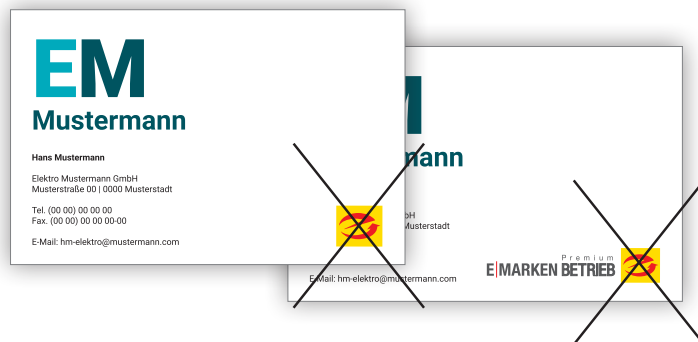 EM
Mustermann
Hans Mustermann
Elektro Mustermann GmbH
Musterstraße 00 | 0000 Musterstadt
Tel. (00 00) 00 00 00
Fax. (00 00) 00 00 00-00
E-Mail: hm-elektro@mustermann.com
M
mann
bH
Musterstadt
E-Mail: hm-elektro@mustermann.com
Premium
E|MARKEN BETRIEB